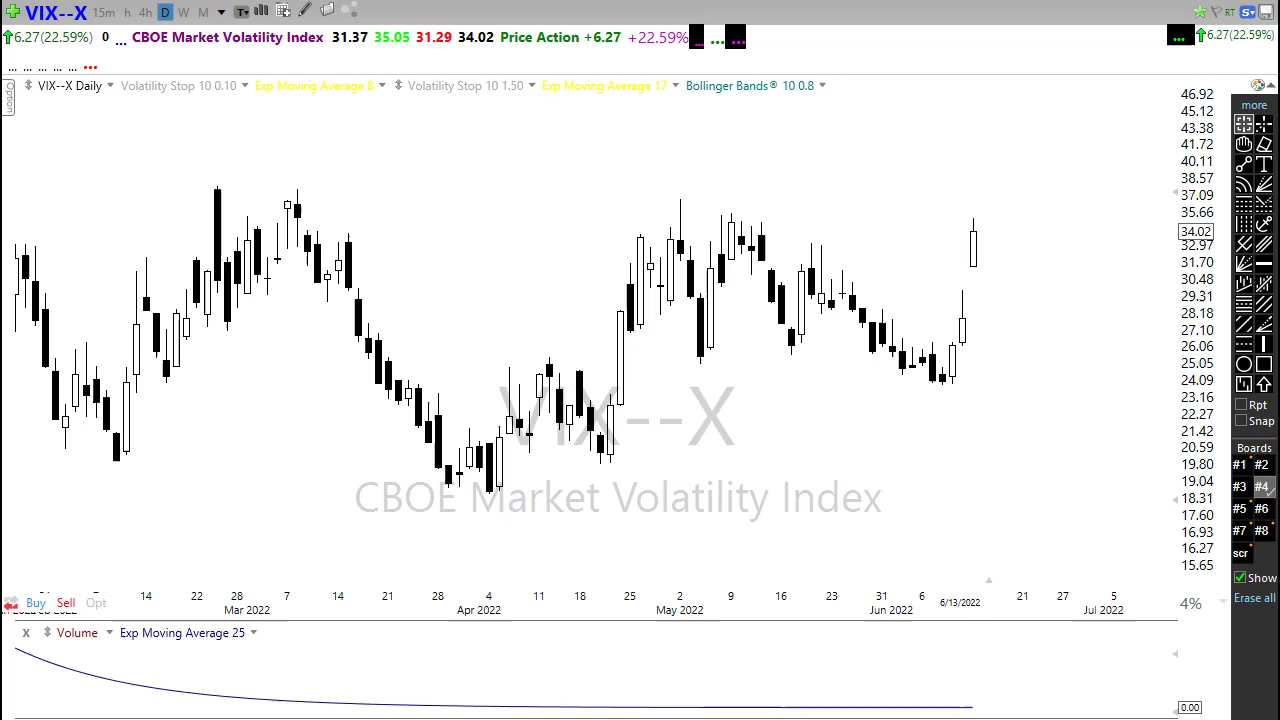 VIX--X 15m h 4h D W M T RT S
6.27(22.59%) 0 ... CBOE Market Volatility Index 31.37 35.05 31.29 34.02 Price Action +6.27 +22.59% ... ... ... ... 6.27(22.59%)
... ... ... ... ... ...
Option
VIX--X Daily Volatility Stop 10 0.10 Exp Moving Average 8 Volatility Stop 10 1.50 Exp Moving Average 17 Bollinger Bands® 10 0.8
46.92
45.12
43.38
41.72
40.11
38.57
37.09
35.66
34.02
32.97
31.70
30.48
29.31
28.18
27.10
26.06
25.05
24.09
23.16
22.27
21.42
20.59
19.80
19.04
18.31
17.60
16.93
16.27
15.65
more
T
Rpt
Snap
Boards
#1 #2
#3 #4
#5 #6
#7 #8
scr
Show
Erase all
VIX--X
CBOE Market Volatility Index
14 22 28 7 14 21 28 4 11 18 25 2 9 16 23 31 6 21 27 5
Mar 2022 Apr 2022 May 2022 Jun 2022 6/13/2022 Jul 2022
Buy Sell Opt
4%
x Volume Exp Moving Average 25
0.00